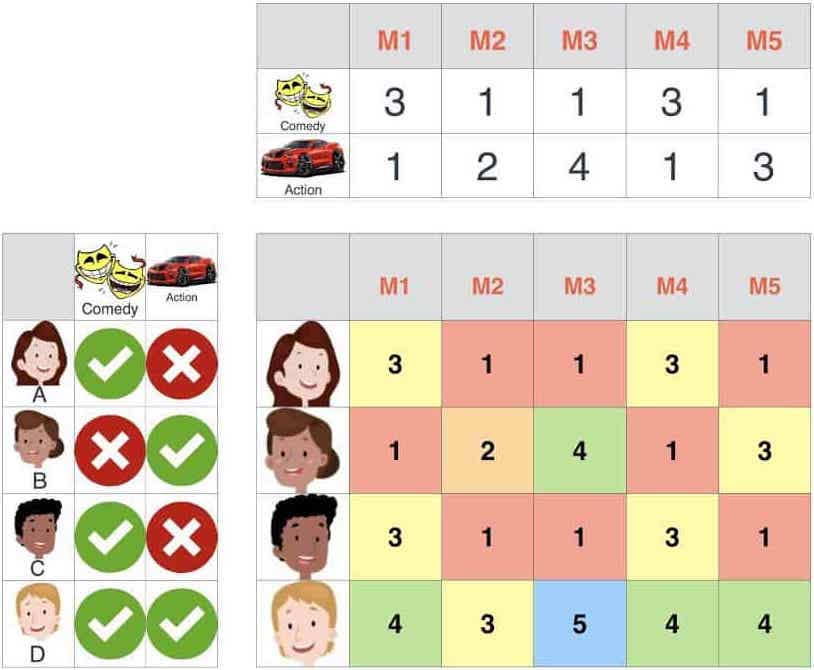 M1 M2 M3 M4 M5
Comedy 3 1 1 3 1
Action 1 2 4 1 3
Comedy Action
A
B
C
D
M1 M2 M3 M4 M5
3 1 1 3 1
1 2 4 1 3
3 1 1 3 1
4 3 5 4 4